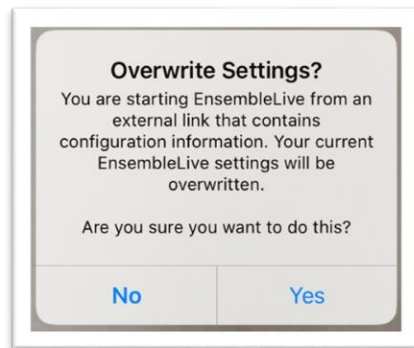 Overwrite Settings?
You are starting EnsembleLive from an
external link that contains
configuration information. Your current
EnsembleLive settings will be
overwritten.
Are you sure you want to do this?
No
Yes